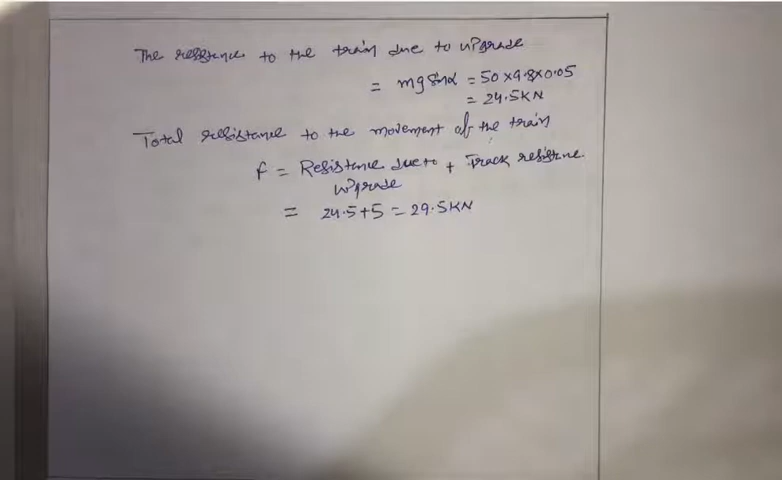 The resistance to the train due to upgrade
= mg sinα = 50×9.8×0.05
= 24.5KN
Total resistance to the movement of the train
F = Resistance due to + Track resistance
upgrade
= 24.5+5 = 29.5KN